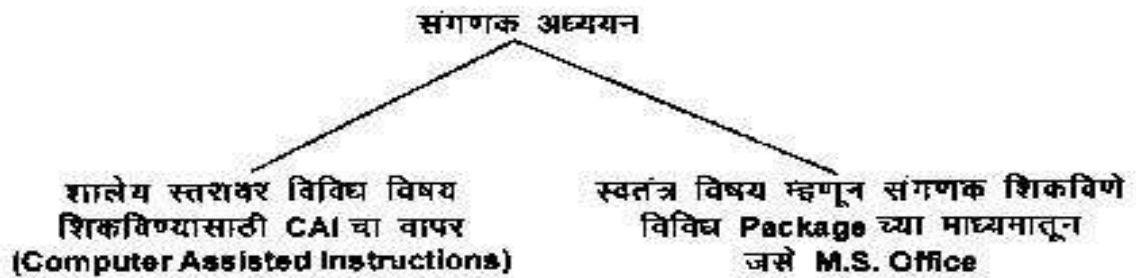 संगणक अध्ययन
शालेय स्तरावर विविध विषय
शिकविण्यासाठी CAI चा वापर
(Computer Assisted Instructions)
स्वतंत्र विषय म्हणून संगणक शिकविणे
विविध Package च्या माध्यमातून
जसे M.S. Office